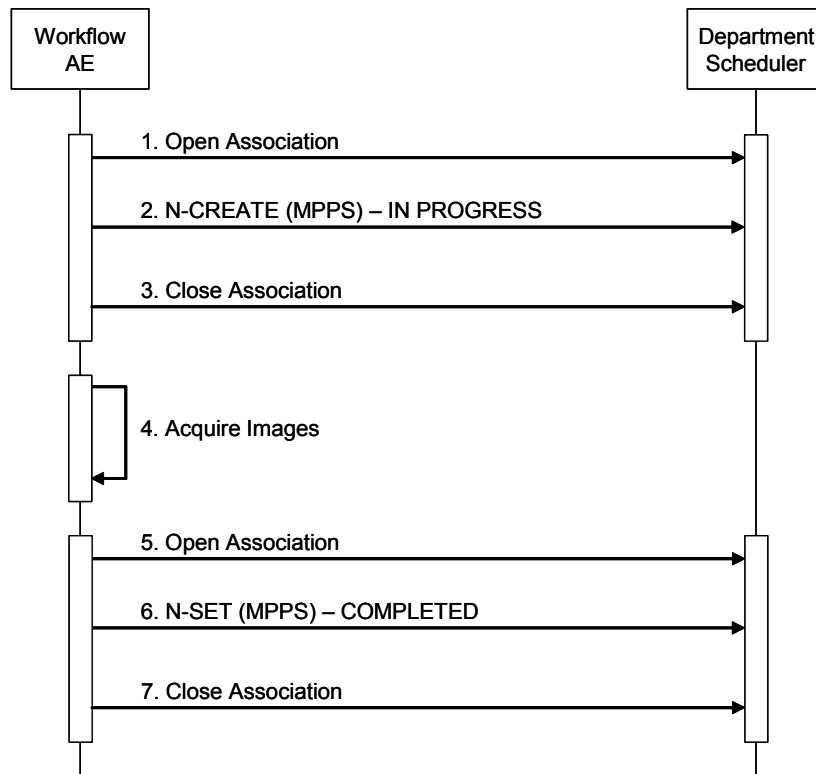 Workflow
AE
Department
Scheduler
1. Open Association
2. N-CREATE (MPPS) – IN PROGRESS
3. Close Association
4. Acquire Images
5. Open Association
6. N-SET (MPPS) – COMPLETED
7. Close Association